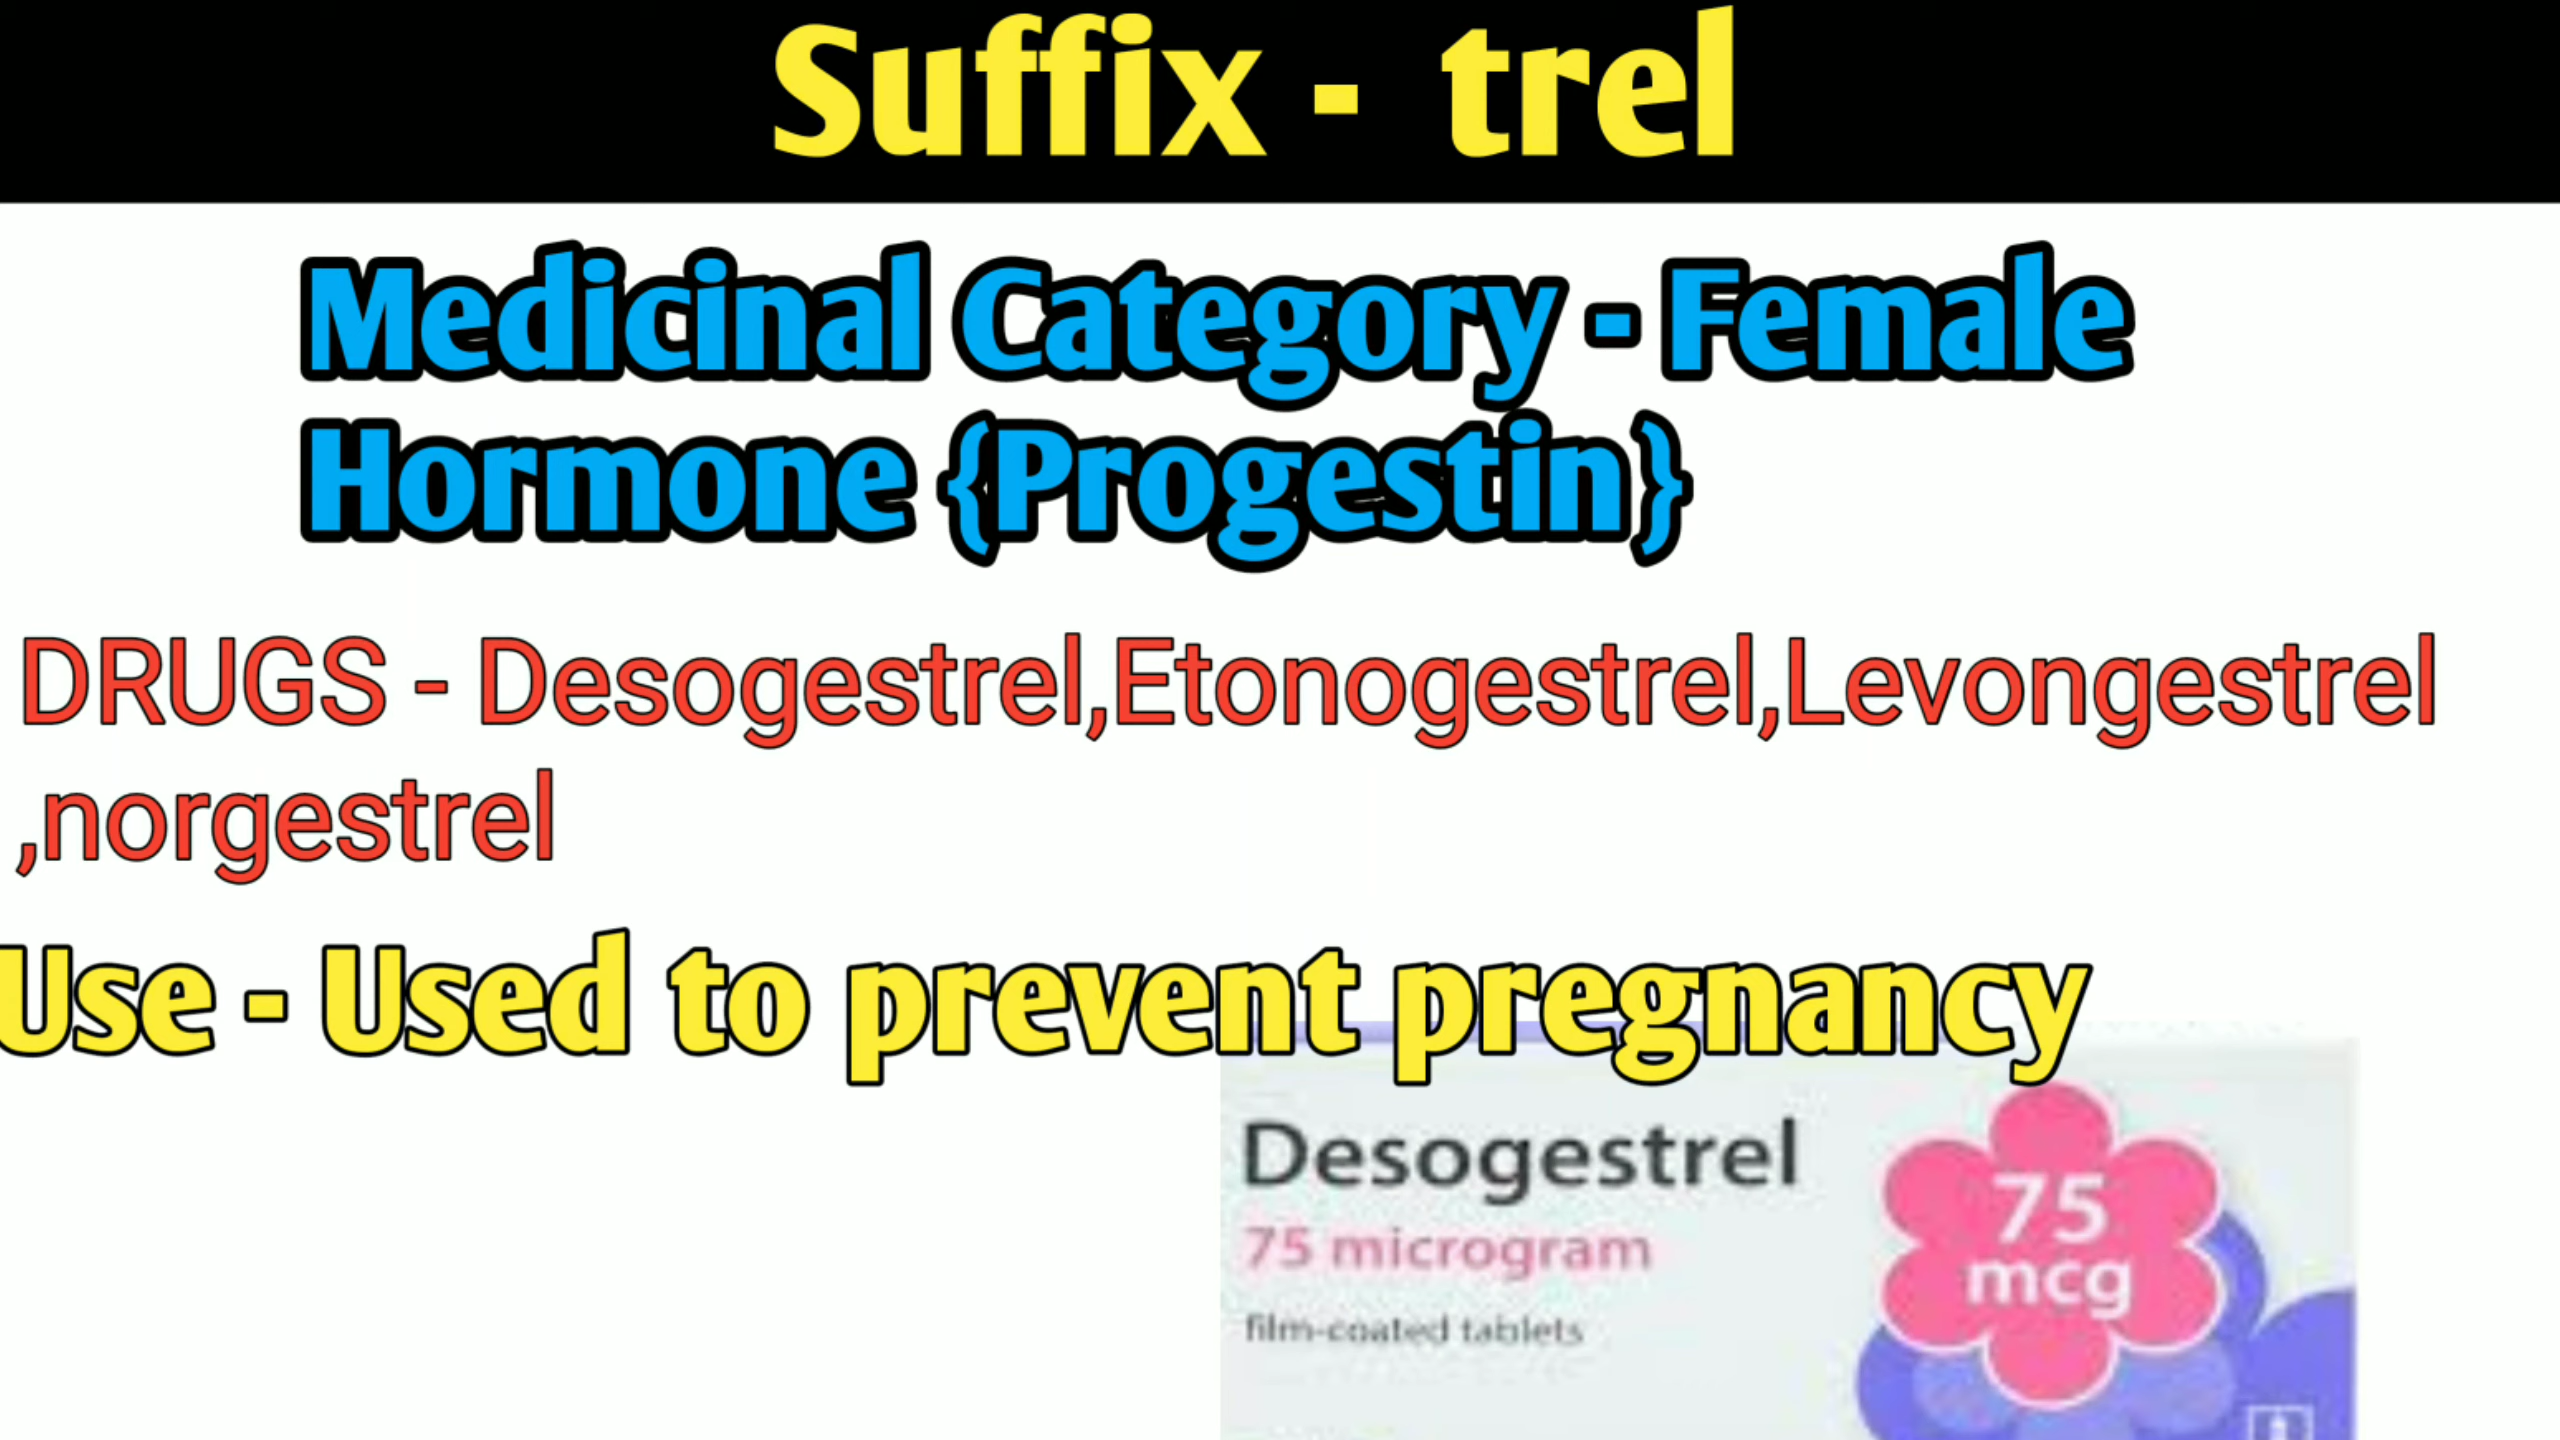 Suffix - trel
Medicinal Category - Female
Hormone {Progestin}
DRUGS - Desogestrel,Etonogestrel,Levongestrel
,norgestrel
Use - Used to prevent pregnancy
Desogestrel
75 microgram
film-coated tablets
75
mcg